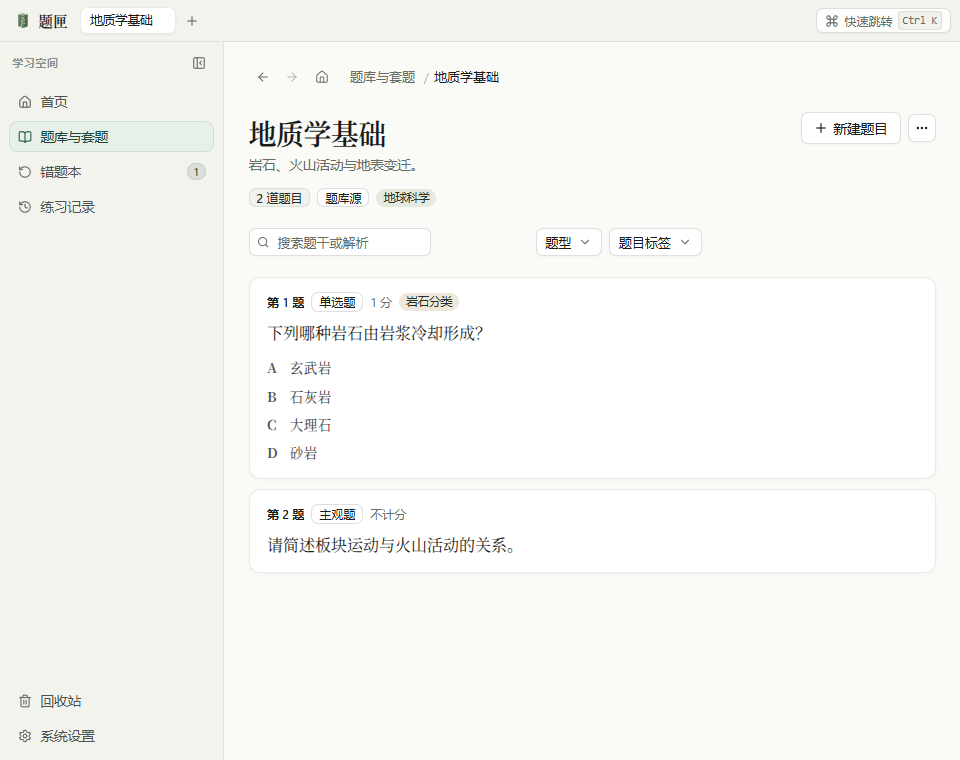 题匣
地质学基础
快速跳转 Ctrl K
学习空间
首页
题库与套题
错题本 1
练习记录
回收站
系统设置
题库与套题 / 地质学基础
地质学基础
新建题目
岩石、火山活动与地表变迁。
2 道题目 题库源 地球科学
搜索题干或解析
题型
题目标签
第 1 题 单选题 1 分 岩石分类
下列哪种岩石由岩浆冷却形成？
A 玄武岩
B 石灰岩
C 大理石
D 砂岩
第 2 题 主观题 不计分
请简述板块运动与火山活动的关系。